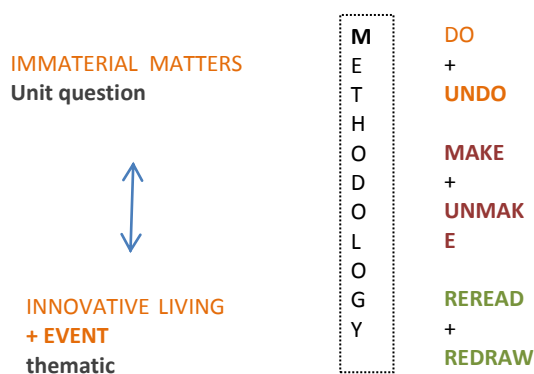 IMMATERIAL MATTERS
Unit question
INNOVATIVE LIVING
+ EVENT
thematic
M
E
T
H
O
D
O
L
O
G
Y
DO
+
UNDO
MAKE
+
UNMAK
E
REREAD
+
REDRAW